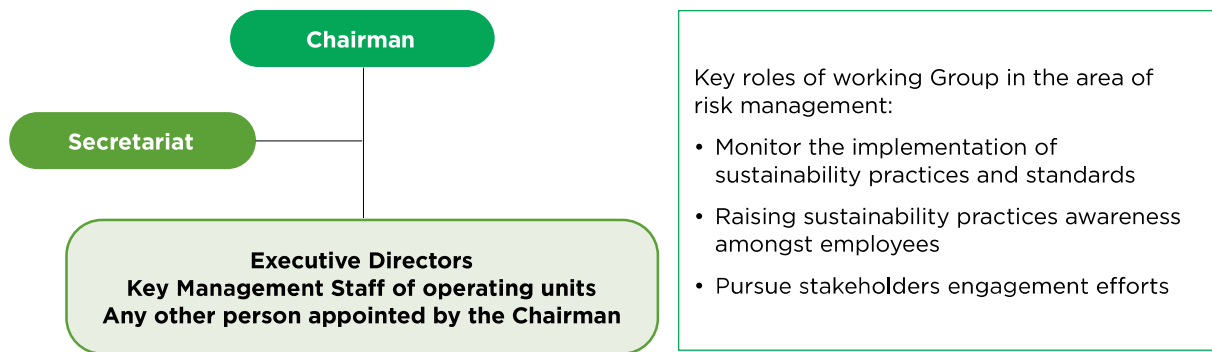 Chairman
Secretariat
Executive Directors
Key Management Staff of operating units
Any other person appointed by the Chairman
Key roles of working Group in the area of
risk management:
• Monitor the implementation of
sustainability practices and standards
• Raising sustainability practices awareness
amongst employees
• Pursue stakeholders engagement efforts